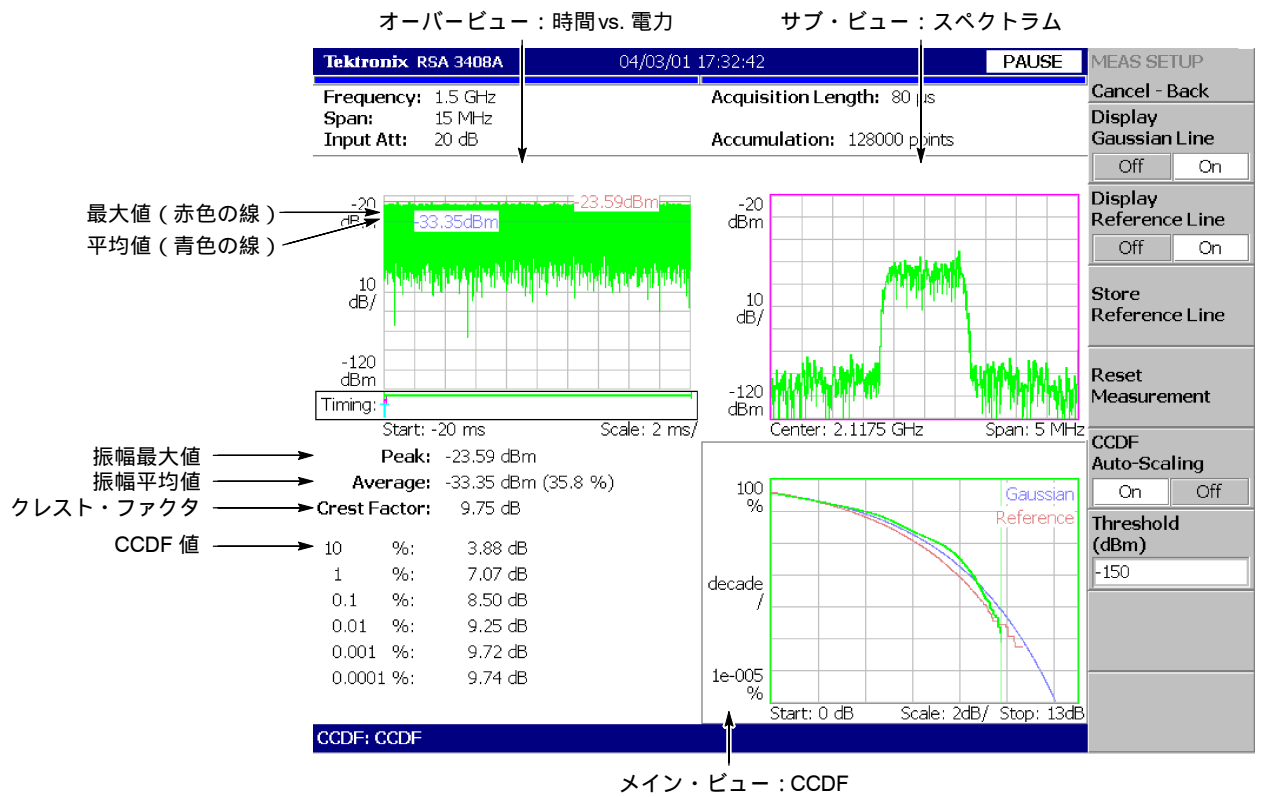 オーバービュー：時間 vs. 電力
サブ・ビュー：スペクトラム
Tektronix RSA 3408A 04/03/01 17:32:42 PAUSE
Frequency: 1.5 GHz
Span: 15 MHz
Input Att: 20 dB
Acquisition Length: 80 µs
Accumulation: 128000 points
MEAS SETUP
Cancel - Back
Display
Gaussian Line
Off On
Display
Reference Line
Off On
Store
Reference Line
Reset
Measurement
CCDF
Auto-Scaling
On Off
Threshold
(dBm)
-150
最大値（赤色の線）
平均値（青色の線）
-20
dBm
-23.59dBm
-33.35dBm
10
dB/
-120
dBm
Timing:
Start: -20 ms Scale: 2 ms/
-20
dBm
10
dB/
-120
dBm
Center: 2.1175 GHz Span: 5 MHz
振幅最大値
振幅平均値
クレスト・ファクタ
CCDF 値
Peak: -23.59 dBm
Average: -33.35 dBm (35.8 %)
Crest Factor: 9.75 dB
10 %: 3.88 dB
1 %: 7.07 dB
0.1 %: 8.50 dB
0.01 %: 9.25 dB
0.001 %: 9.72 dB
0.0001 %: 9.74 dB
100
%
Gaussian
Reference
decade
/
1e-005
%
Start: 0 dB Scale: 2dB/ Stop: 13dB
CCDF: CCDF
メイン・ビュー：CCDF